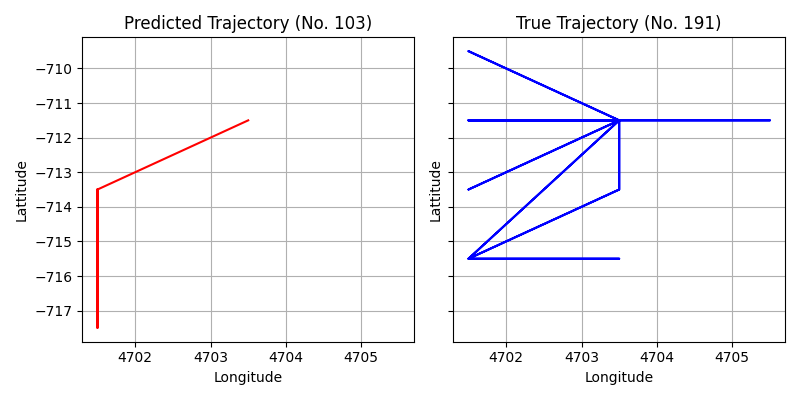 Predicted Trajectory (No. 103)
True Trajectory (No. 191)
−710
−711
−712
−713
−714
−715
−716
−717
Lattitude
Lattitude
4702 4703 4704 4705
4702 4703 4704 4705
Longitude
Longitude